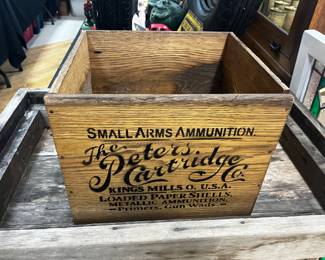 SMALL ARMS AMMUNITION.
The
Peters
Cartridge
Co.
KINGS MILLS O. U.S.A.
LOADED PAPER SHELLS,
METALLIC AMMUNITION,
Primers, Gun Wads